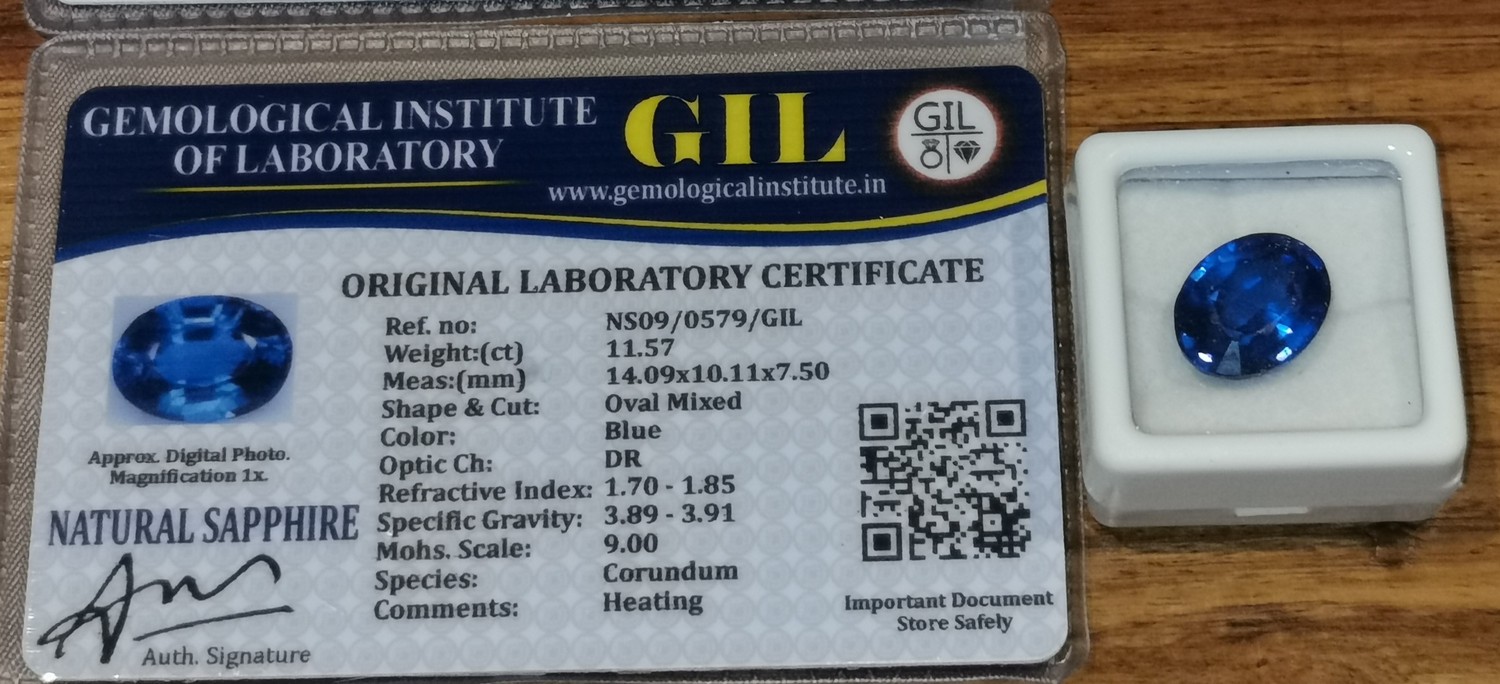 GEMOLOGICAL INSTITUTE
OF LABORATORY
GIL
www.gemologicalinstitute.in
GIL
ORIGINAL LABORATORY CERTIFICATE
Ref. no: NS09/0579/GIL
Weight:(ct) 11.57
Meas:(mm) 14.09x10.11x7.50
Shape & Cut: Oval Mixed
Color: Blue
Optic Ch: DR
Refractive Index: 1.70 - 1.85
Specific Gravity: 3.89 - 3.91
Mohs. Scale: 9.00
Species: Corundum
Comments: Heating
Approx. Digital Photo.
Magnification 1x.
NATURAL SAPPHIRE
Auth. Signature
Important Document
Store Safely